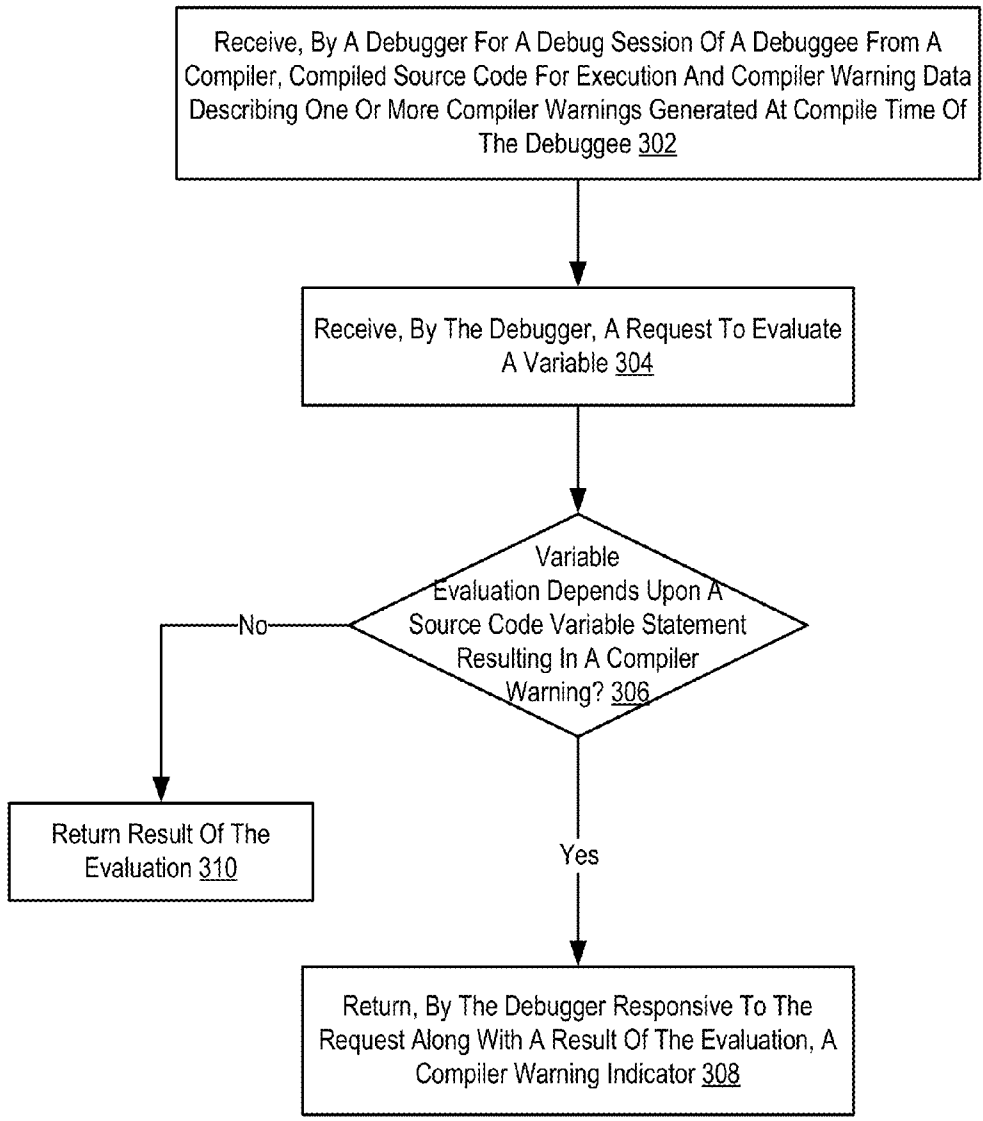 Receive, By A Debugger For A Debug Session Of A Debuggee From A
Compiler, Compiled Source Code For Execution And Compiler Warning Data
Describing One Or More Compiler Warnings Generated At Compile Time Of
The Debuggee 302
Receive, By The Debugger, A Request To Evaluate
A Variable 304
Variable
Evaluation Depends Upon A
Source Code Variable Statement
Resulting In A Compiler
Warning? 306
No
Return Result Of The
Evaluation 310
Yes
Return, By The Debugger Responsive To The
Request Along With A Result Of The Evaluation, A
Compiler Warning Indicator 308